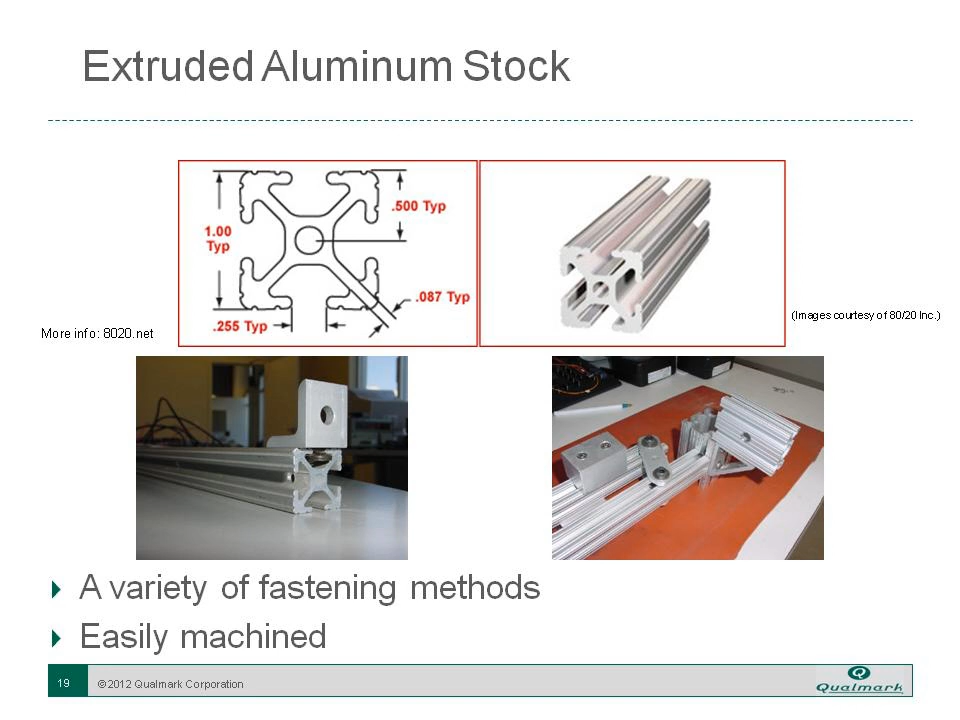 Extruded Aluminum Stock
1.00
Typ
.500 Typ
.087 Typ
.255 Typ
More info: 8020.net
(Images courtesy of 80/20 Inc.)
A variety of fastening methods
Easily machined
19
© 2012 Qualmark Corporation
Q
Qualmark